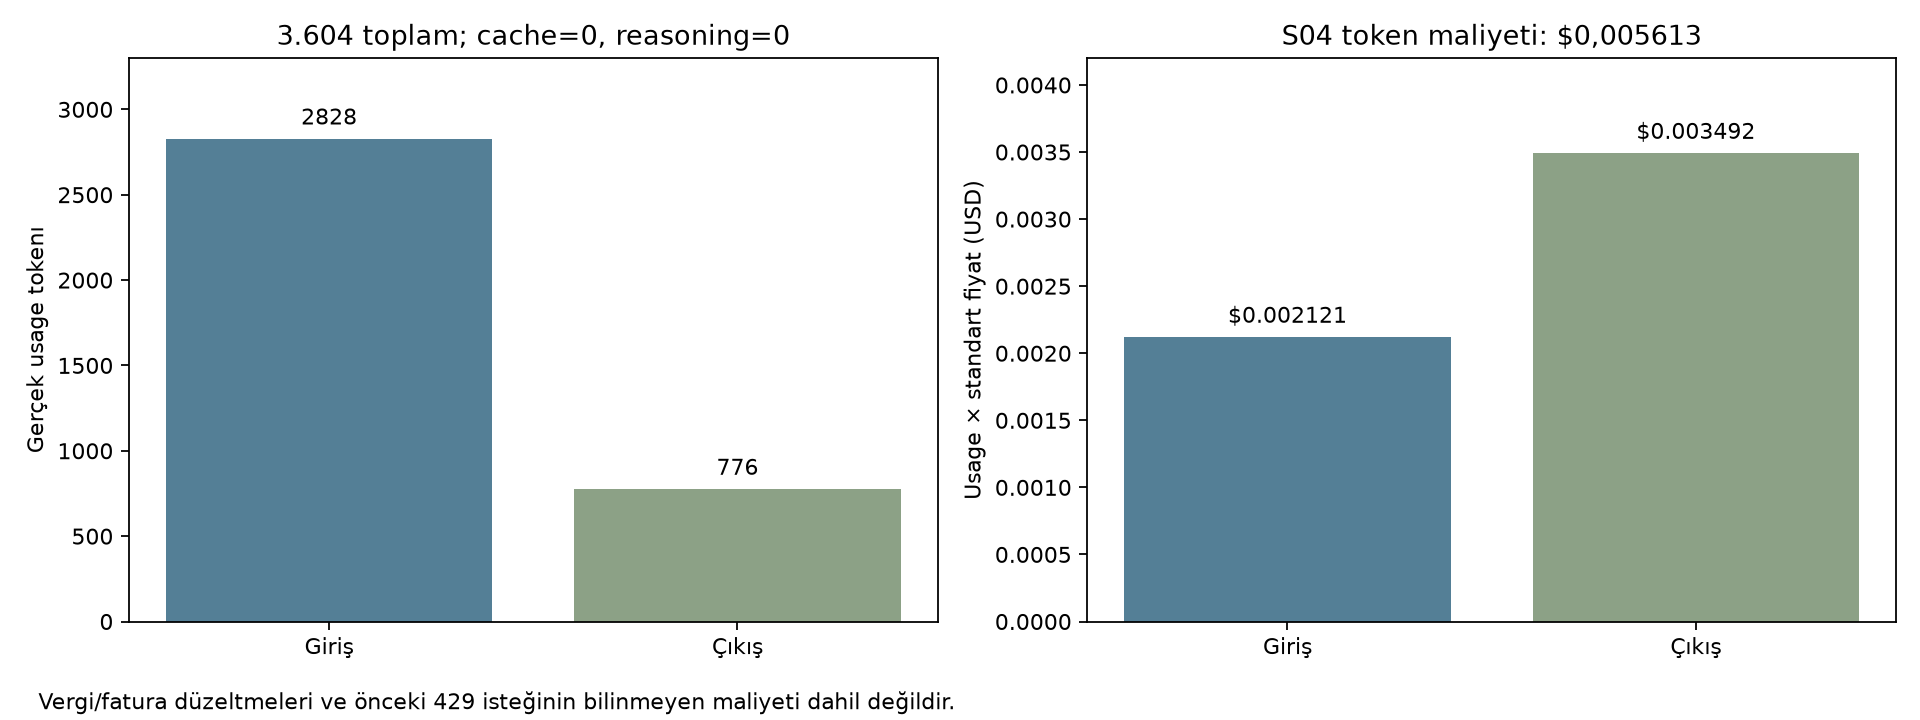 3.604 toplam; cache=0, reasoning=0
Gerçek usage tokenı
3000
2500
2000
1500
1000
500
0
2828
776
Giriş
Çıkış
S04 token maliyeti: $0,005613
Usage × standart fiyat (USD)
0.0040
0.0035
0.0030
0.0025
0.0020
0.0015
0.0010
0.0005
0.0000
$0.002121
$0.003492
Giriş
Çıkış
Vergi/fatura düzeltmeleri ve önceki 429 isteğinin bilinmeyen maliyeti dahil değildir.